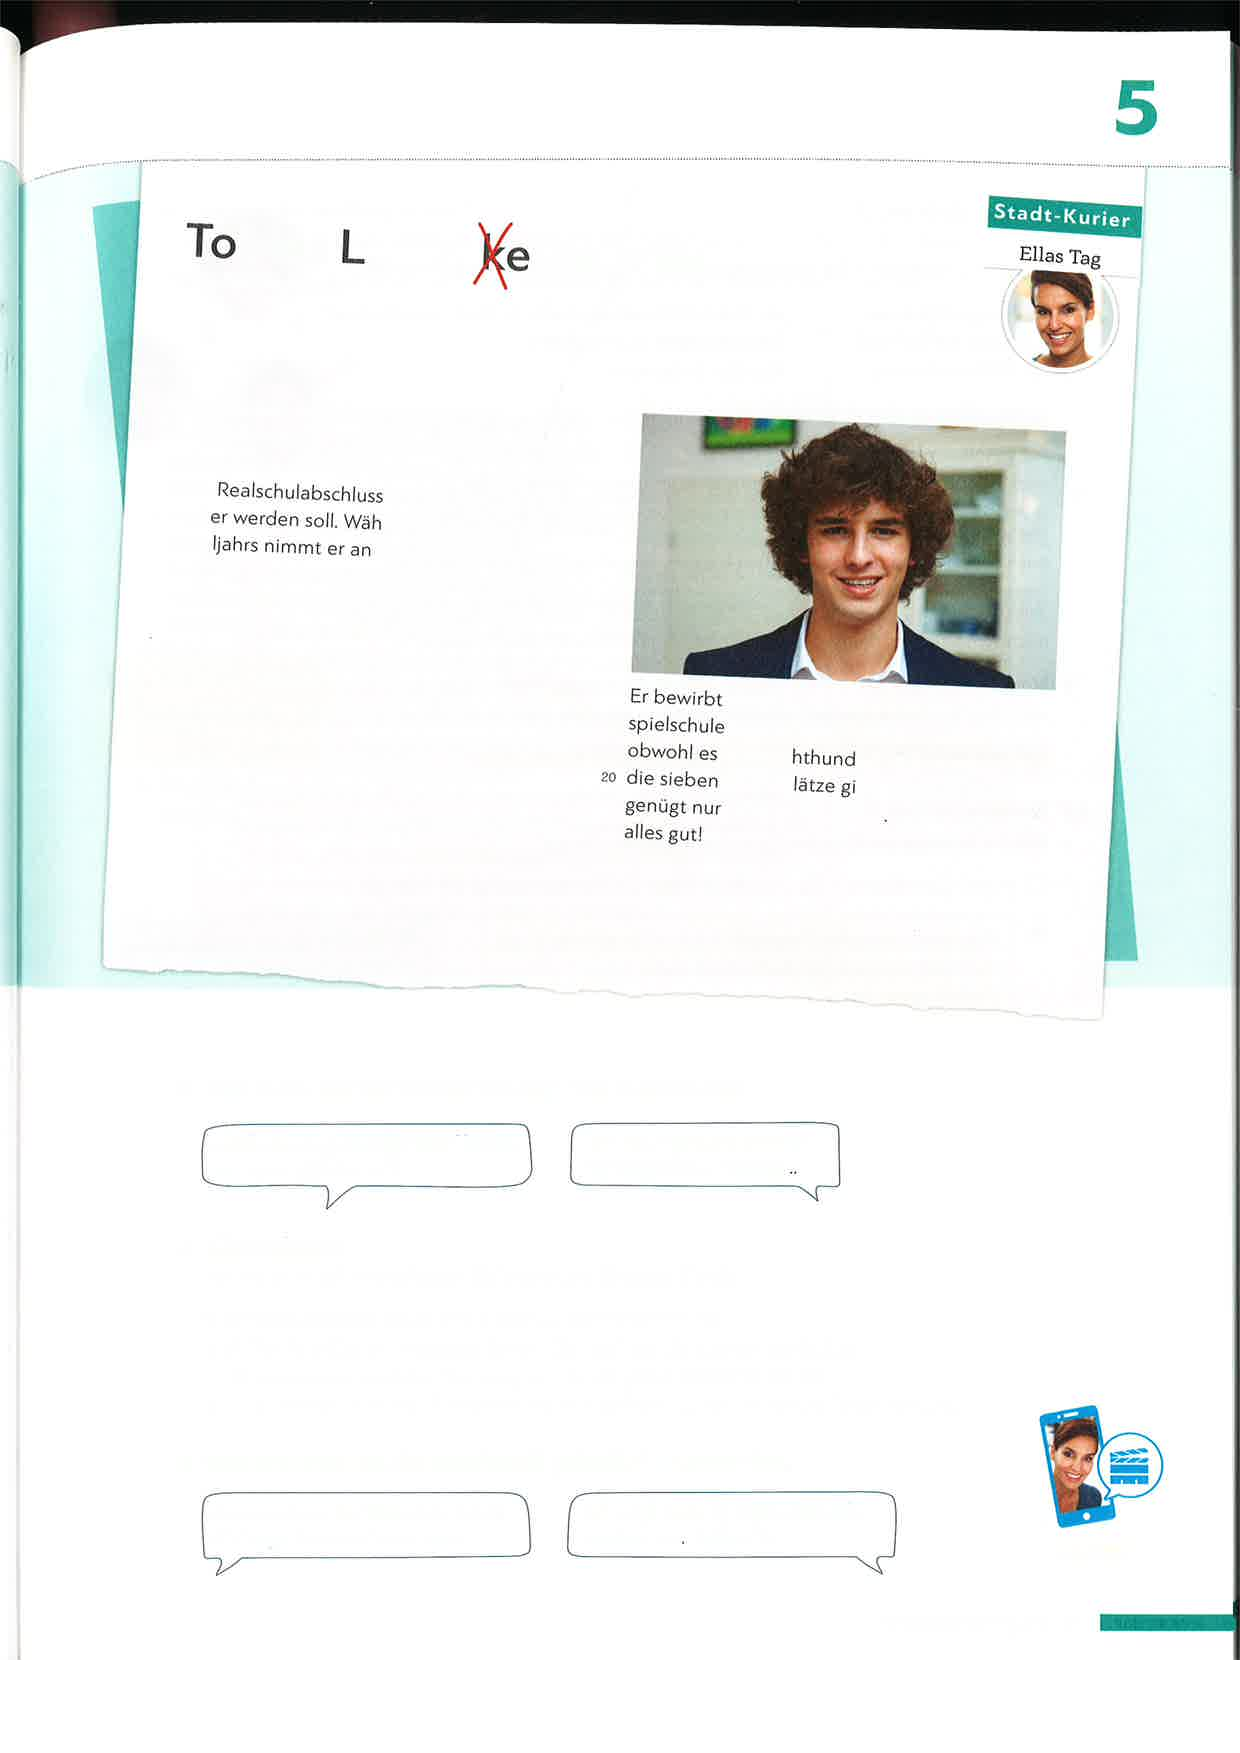 5
Stadt-Kurier
Ellas Tag
To L ke
Realschulabschluss
er werden soll. Wäh
ljahrs nimmt er an
Er bewirbt
spielschule
obwohl es hthund
20 die sieben lätze gi
genügt nur
alles gut!